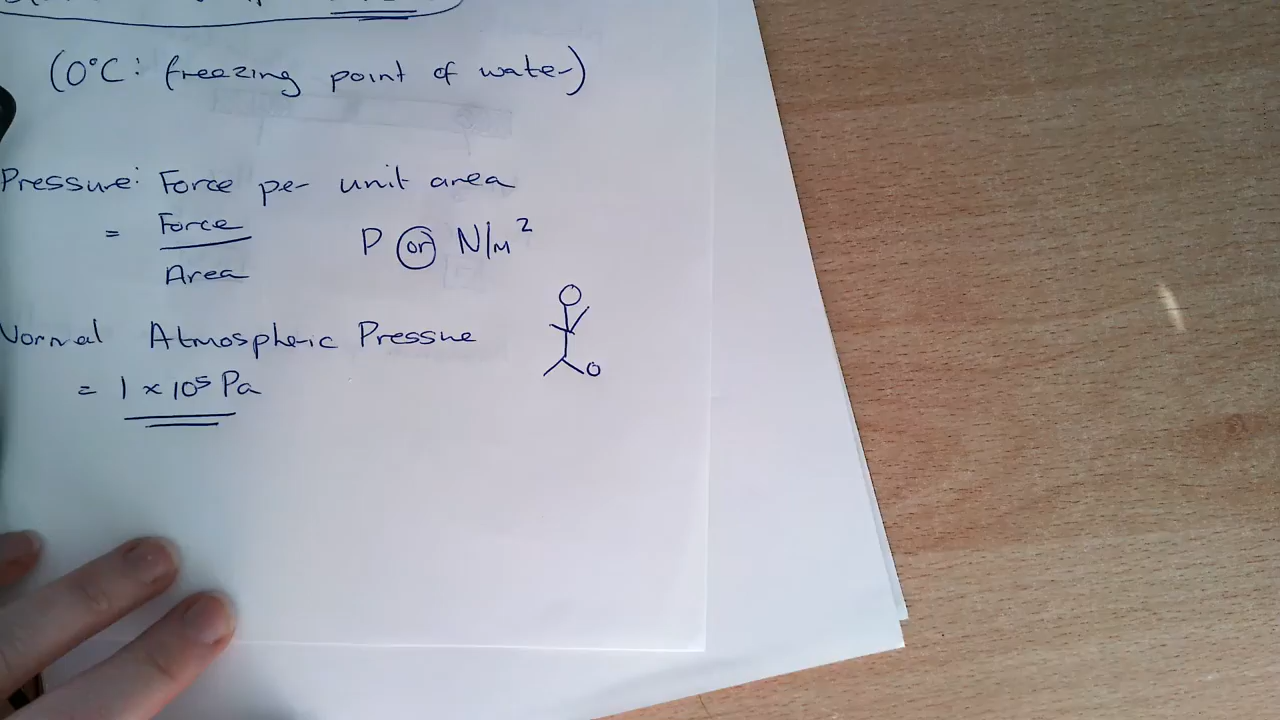 (0°C: freezing point of water)
Pressure: Force per unit area
= Force / Area
P or N/m²
Normal Atmospheric Pressure
= 1 × 10⁵ Pa